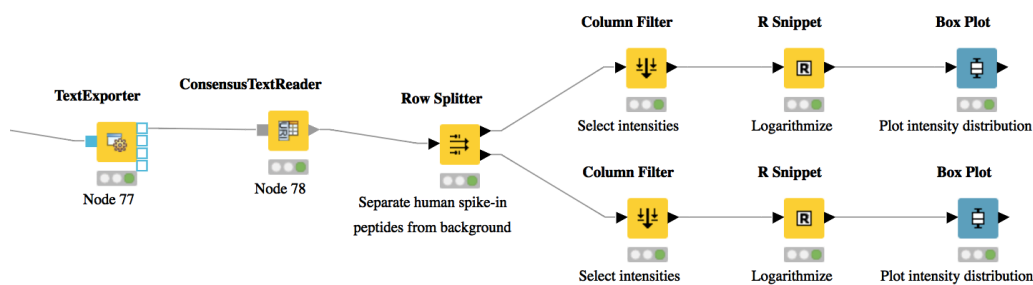 Column Filter
R Snippet
Box Plot
TextExporter
ConsensusTextReader
Row Splitter
R
Select intensities
Logarithmize
Plot intensity distribution
Node 77
Node 78
Separate human spike-in
peptides from background
Column Filter
R Snippet
Box Plot
R
Select intensities
Logarithmize
Plot intensity distribution